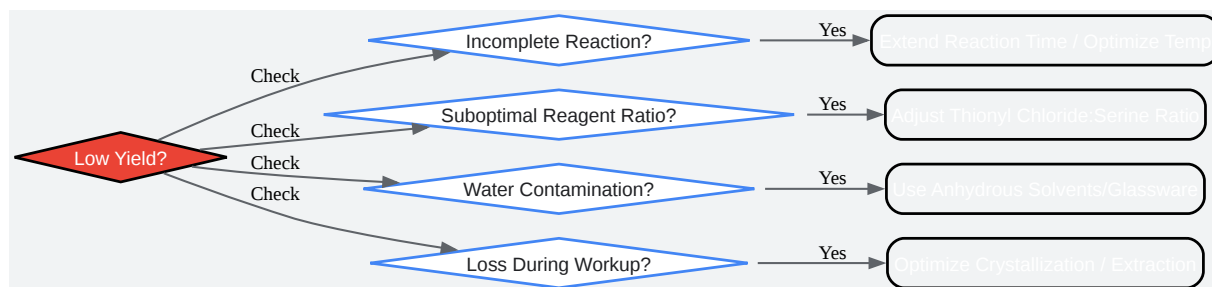 Incomplete Reaction?
Yes
Extend Reaction Time / Optimize Temp
Check
Suboptimal Reagent Ratio?
Yes
Adjust Thionyl Chloride:Serine Ratio
Check
Low Yield?
Check
Water Contamination?
Yes
Use Anhydrous Solvents/Glassware
Check
Loss During Workup?
Yes
Optimize Crystallization / Extraction